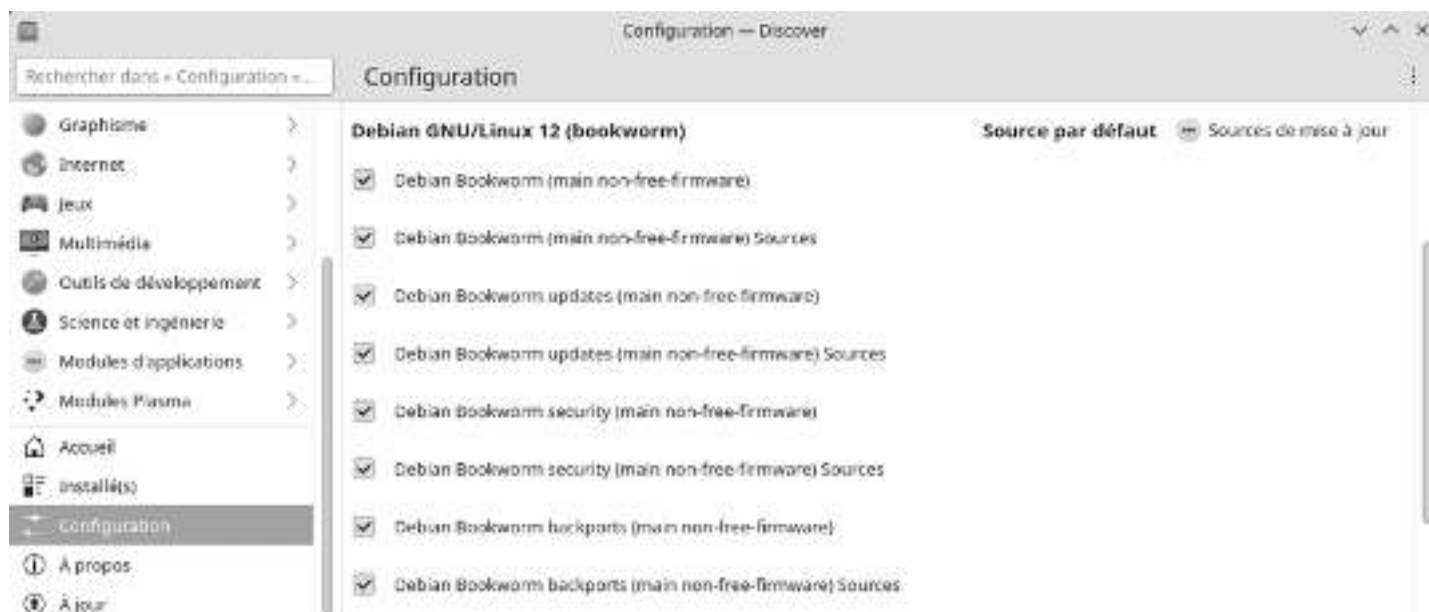 Configuration — Discover
Rechercher dans « Configuration « ...
Configuration
Graphisme
Internet
Jeux
Multimédia
Outils de développement
Science et ingénierie
Modules d'applications
Modules Plasma
Accueil
Installé(s)
Configuration
À propos
À jour
Debian GNU/Linux 12 (bookworm)
Source par défaut
Sources de mise à jour
Debian Bookworm (main non-free-firmware)
Debian Bookworm (main non-free-firmware) Sources
Debian Bookworm updates (main non-free-firmware)
Debian Bookworm updates (main non-free-firmware) Sources
Debian Bookworm security (main non-free-firmware)
Debian Bookworm security (main non-free-firmware) Sources
Debian Bookworm backports (main non-free-firmware)
Debian Bookworm backports (main non-free-firmware) Sources